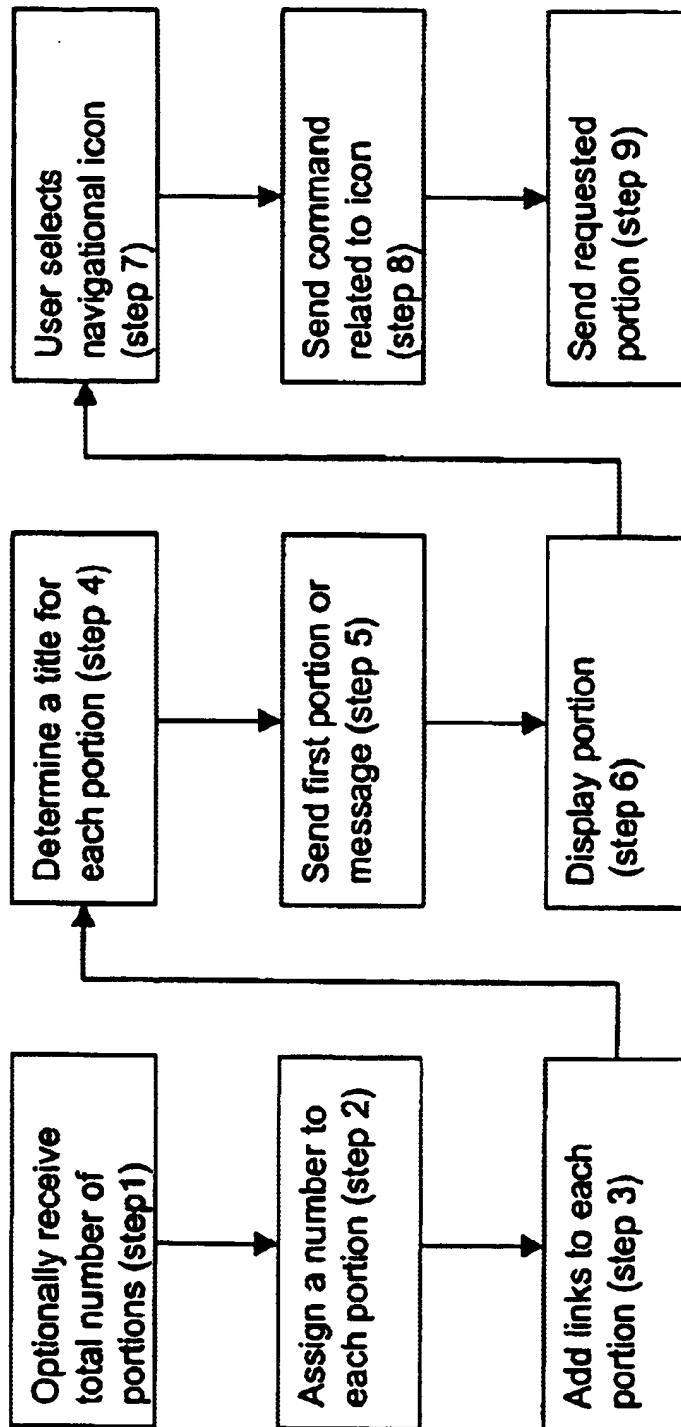 Optionally receive
total number of
portions (step1)
Assign a number to
each portion (step 2)
Add links to each
portion (step 3)
Determine a title for
each portion (step 4)
Send first portion or
message (step 5)
Display portion
(step 6)
User selects
navigational icon
(step 7)
Send command
related to icon
(step 8)
Send requested
portion (step 9)